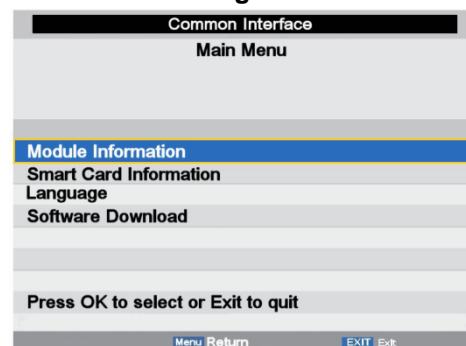 Common Interface
Main Menu
Module Information
Smart Card Information
Language
Software Download
Press OK to select or Exit to quit
Menu Return EXIT Exit